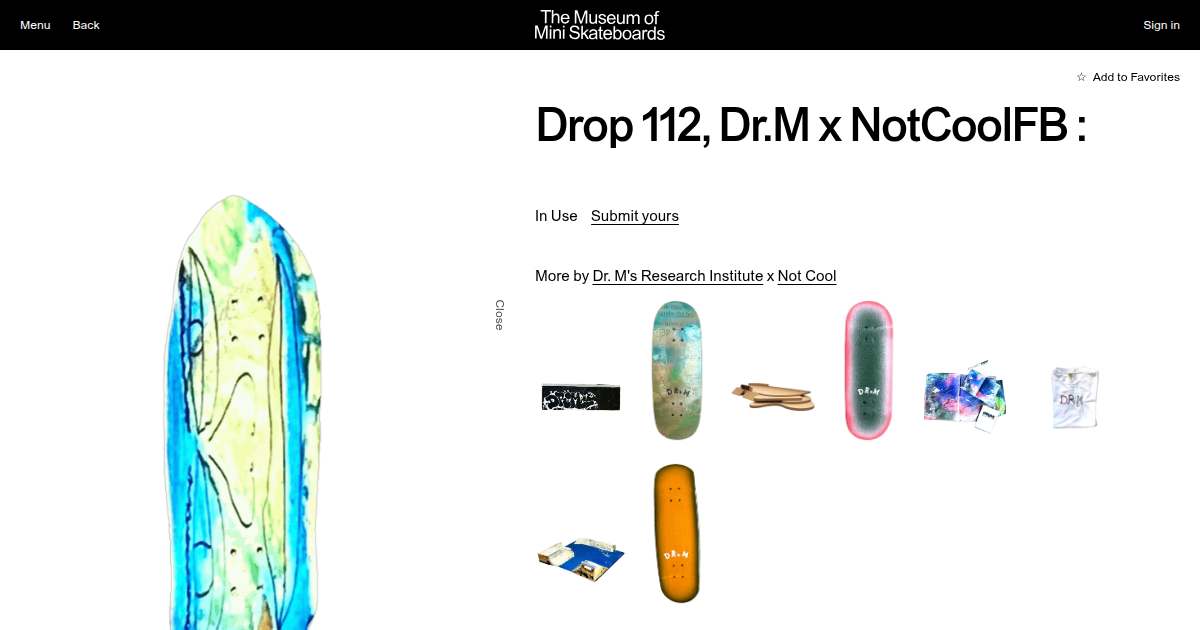 Menu
Back
The Museum of
Mini Skateboards
Sign in
☆ Add to Favorites
Drop 112, Dr.M x NotCoolFB :
In Use Submit yours
More by Dr. M's Research Institute x Not Cool
Close
DR.M
DR.M
DR.M
DR.M